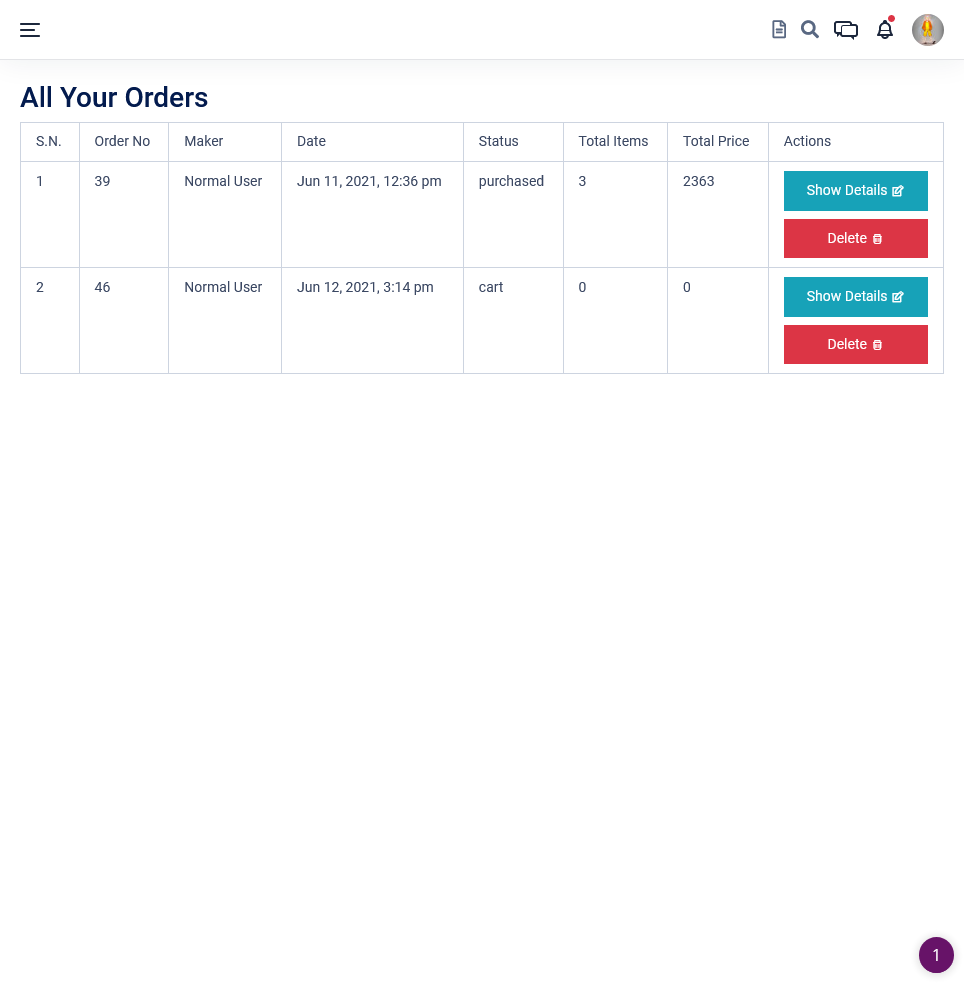 All Your Orders
S.N. Order No Maker Date Status Total Items Total Price Actions
1 39 Normal User Jun 11, 2021, 12:36 pm purchased 3 2363 Show Details
Delete
2 46 Normal User Jun 12, 2021, 3:14 pm cart 0 0 Show Details
Delete
1